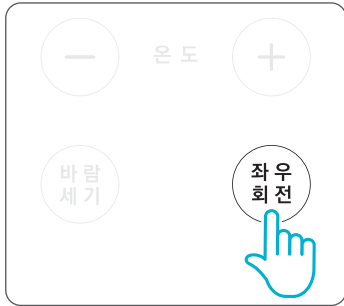 − 온 도 +
바 람
세 기
좌 우
회 전